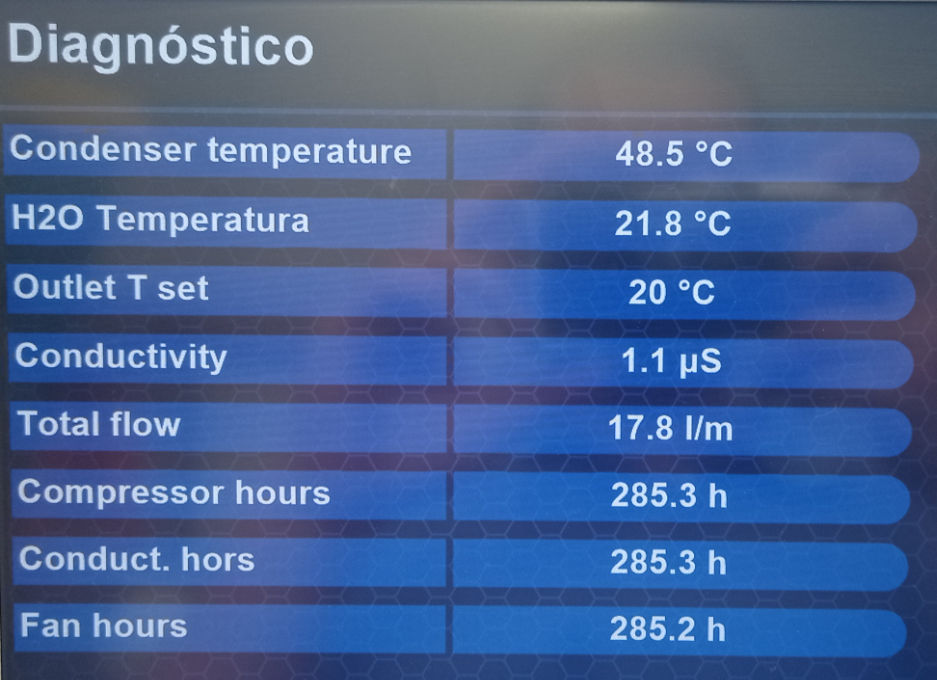 Diagnóstico
Condenser temperature 48.5 °C
H2O Temperatura 21.8 °C
Outlet T set 20 °C
Conductivity 1.1 µS
Total flow 17.8 l/m
Compressor hours 285.3 h
Conduct. hors 285.3 h
Fan hours 285.2 h